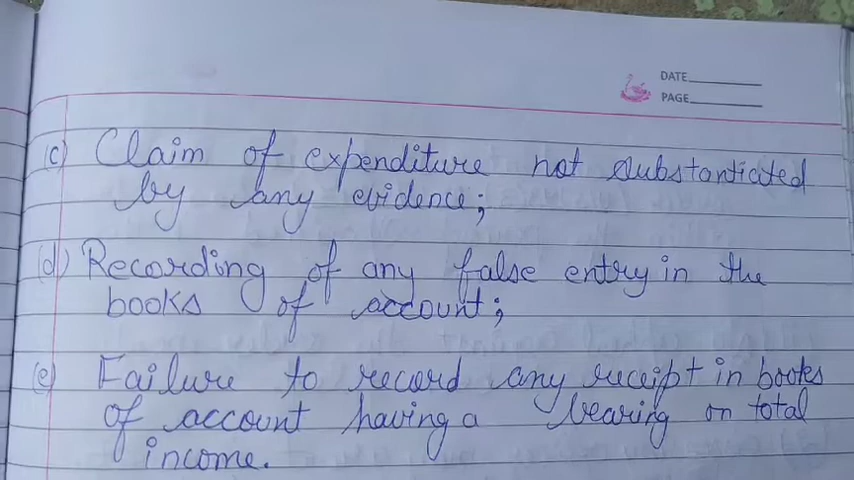 DATE
PAGE
(c) Claim of expenditure not substanticated
by any evidence;
(d) Recording of any false entry in the
books of account;
(e) Failure to record any receipt in books
of account having a bearing on total
income.